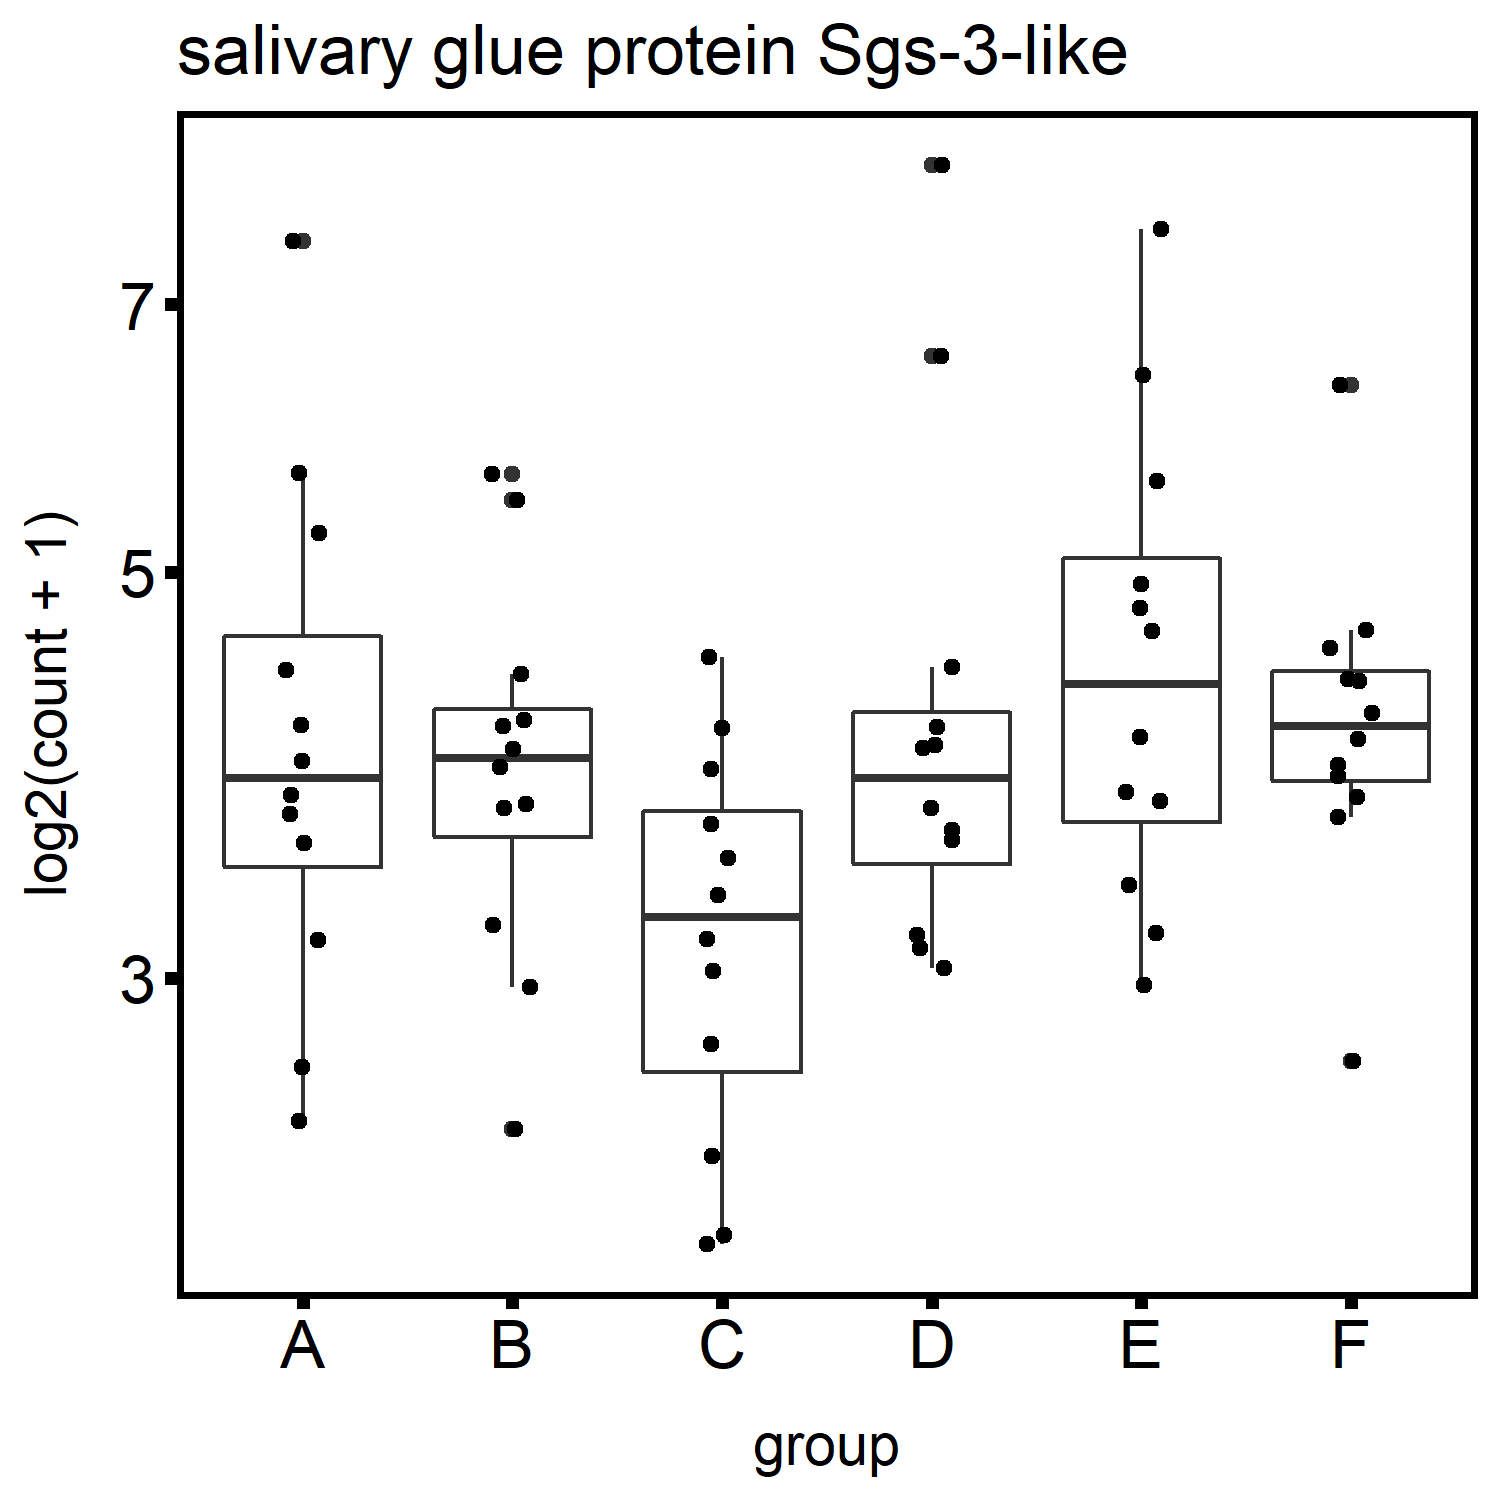 salivary glue protein Sgs-3-like
log2(count + 1)
7
5
3
A B C D E F
group